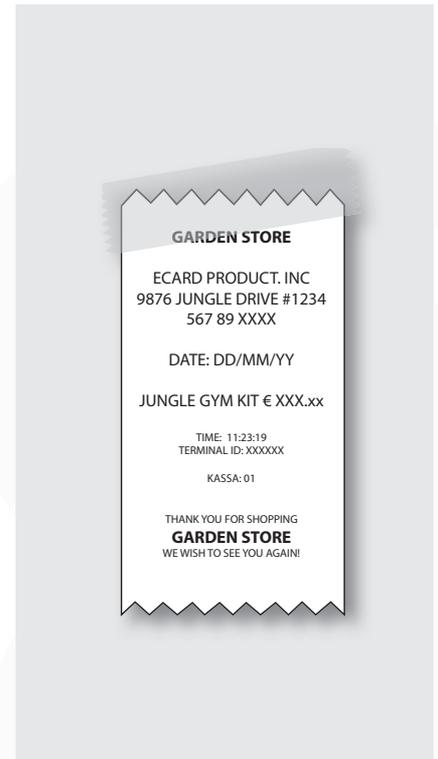 GARDEN STORE
ECARD PRODUCT. INC
9876 JUNGLE DRIVE #1234
567 89 XXXX
DATE: DD/MM/YY
JUNGLE GYM KIT € XXX.xx
TIME: 11:23:19
TERMINAL ID: XXXXXX
KASSA: 01
THANK YOU FOR SHOPPING
GARDEN STORE
WE WISH TO SEE YOU AGAIN!